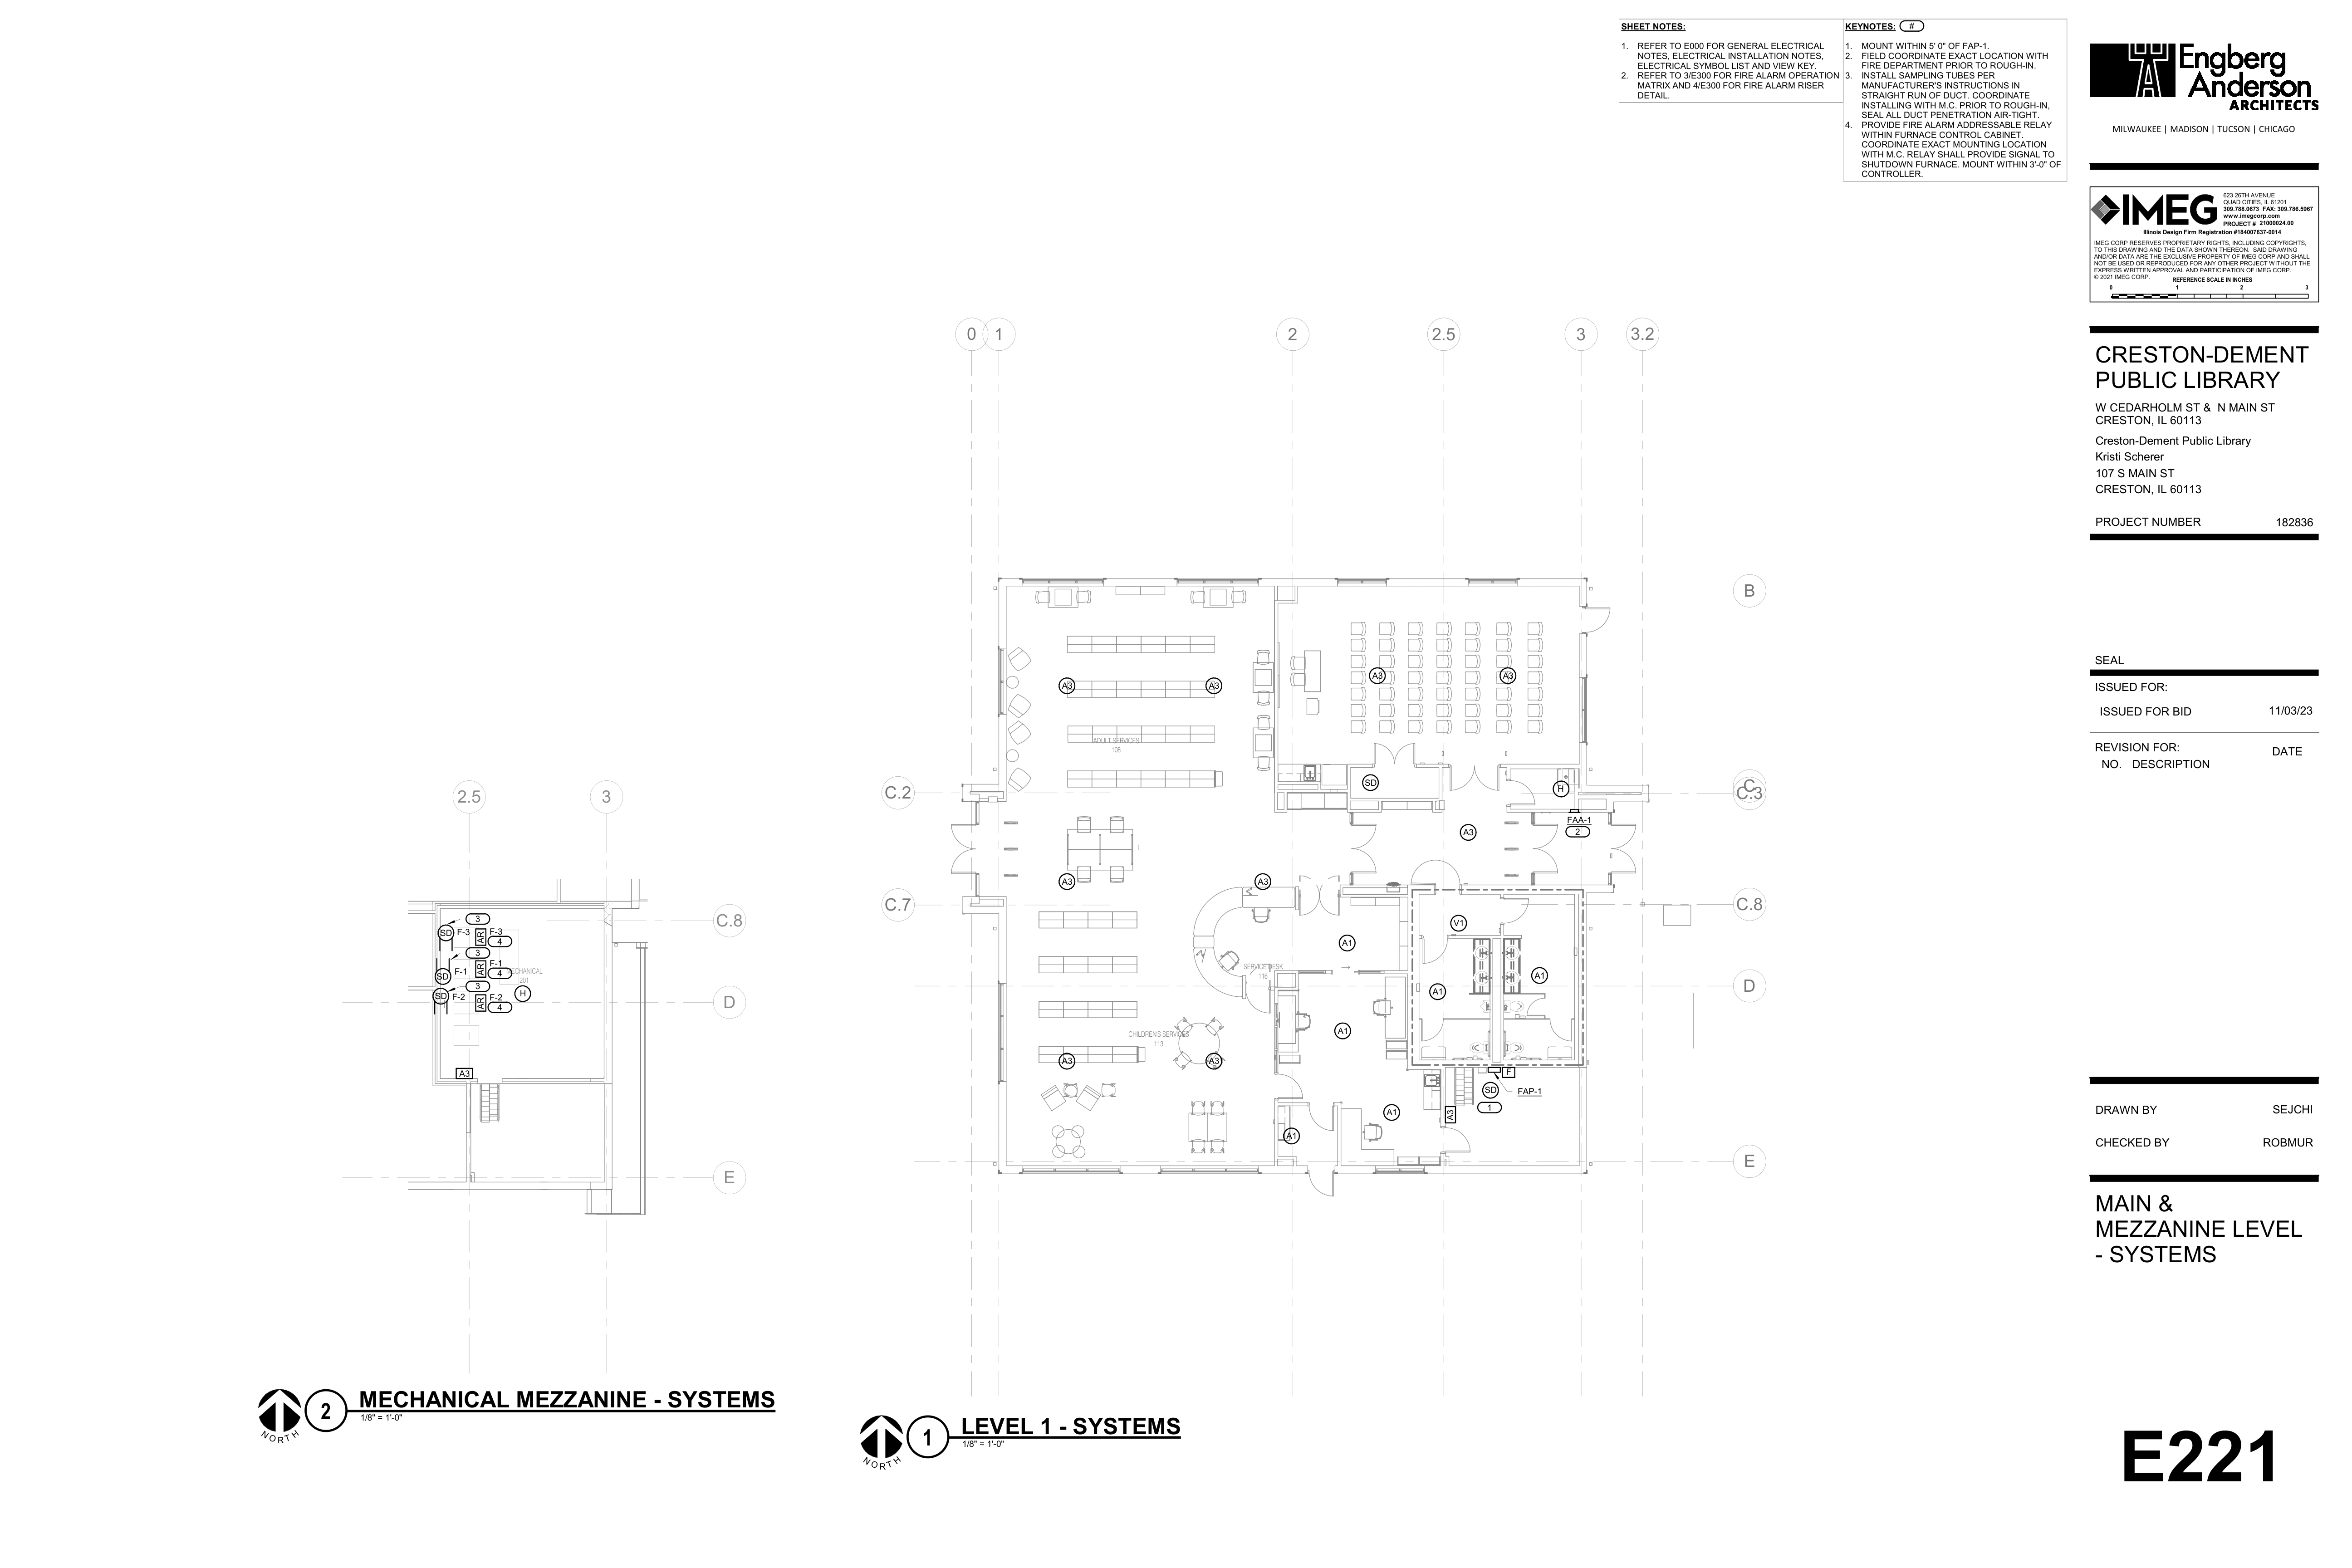 SHEET NOTES:
1. REFER TO E000 FOR GENERAL ELECTRICAL
NOTES, ELECTRICAL INSTALLATION NOTES,
ELECTRICAL SYMBOL LIST AND VIEW KEY.
2. REFER TO 3/E300 FOR FIRE ALARM OPERATION
MATRIX AND 4/E300 FOR FIRE ALARM RISER
DETAIL.
KEYNOTES: #
1. MOUNT WITHIN 5' 0" OF FAP-1.
2. FIELD COORDINATE EXACT LOCATION WITH
FIRE DEPARTMENT PRIOR TO ROUGH-IN.
3. INSTALL SAMPLING TUBES PER
MANUFACTURER'S INSTRUCTIONS IN
STRAIGHT RUN OF DUCT. COORDINATE
INSTALLING WITH M.C. PRIOR TO ROUGH-IN,
SEAL ALL DUCT PENETRATION AIR-TIGHT.
4. PROVIDE FIRE ALARM ADDRESSABLE RELAY
WITHIN FURNACE CONTROL CABINET.
COORDINATE EXACT MOUNTING LOCATION
WITH M.C. RELAY SHALL PROVIDE SIGNAL TO
SHUTDOWN FURNACE. MOUNT WITHIN 3'-0" OF
CONTROLLER.
Engberg
Anderson
ARCHITECTS
MILWAUKEE | MADISON | TUCSON | CHICAGO
IMEG
623 26TH AVENUE
QUAD CITIES, IL 61201
309.788.0673 FAX: 309.786.5967
www.imegcorp.com
PROJECT # 21000024.00
Illinois Design Firm Registration #184007637-0014
IMEG CORP RESERVES PROPRIETARY RIGHTS, INCLUDING COPYRIGHTS,
TO THIS DRAWING AND THE DATA SHOWN THEREON. SAID DRAWING
AND/OR DATA ARE THE EXCLUSIVE PROPERTY OF IMEG CORP AND SHALL
NOT BE USED OR REPRODUCED FOR ANY OTHER PROJECT WITHOUT THE
EXPRESS WRITTEN APPROVAL AND PARTICIPATION OF IMEG CORP.
© 2021 IMEG CORP.
REFERENCE SCALE IN INCHES
0 1 2 3
CRESTON-DEMENT
PUBLIC LIBRARY
W CEDARHOLM ST & N MAIN ST
CRESTON, IL 60113
Creston-Dement Public Library
Kristi Scherer
107 S MAIN ST
CRESTON, IL 60113
PROJECT NUMBER 182836
SEAL
ISSUED FOR:
ISSUED FOR BID 11/03/23
REVISION FOR: DATE
NO. DESCRIPTION
DRAWN BY SEJCHI
CHECKED BY ROBMUR
MAIN &
MEZZANINE LEVEL
- SYSTEMS
E221
2.5 3
C.8
D
E
3
SD F-3 AR F-3
4
3
SD F-1 AR F-1
4
MECHANICAL
201
3
SD F-2 AR F-2
4
H
A3
2 MECHANICAL MEZZANINE - SYSTEMS
1/8" = 1'-0"
NORTH
0 1 2 2.5 3 3.2
B
C
C.2 C.3
C.7 C.8
D
E
A3 A3 A3 A3
ADULT SERVICES
108
SD H
FAA-1
2
A3
A3 A3
V1
A1
SERVICE DESK
116
A1 A1
A1
CHILDREN'S SERVICES
113
A3 A3
F
SD FAP-1
1
A3
A1
A1
1 LEVEL 1 - SYSTEMS
1/8" = 1'-0"
NORTH